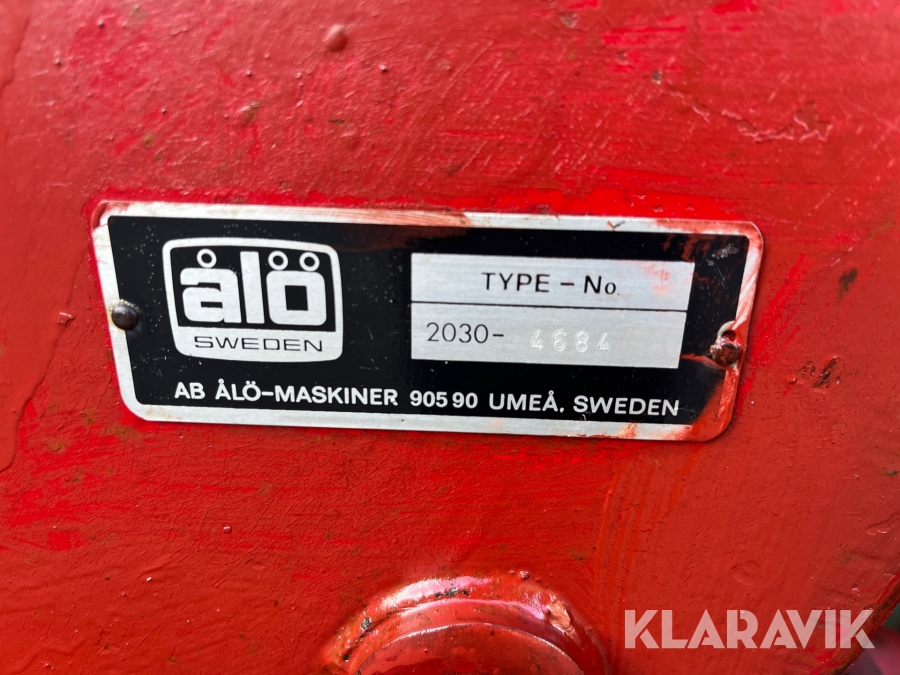 ålö
SWEDEN
TYPE - No.
2030- 4684
AB ÅLÖ-MASKINER 905 90 UMEÅ. SWEDEN
KLARAVIK